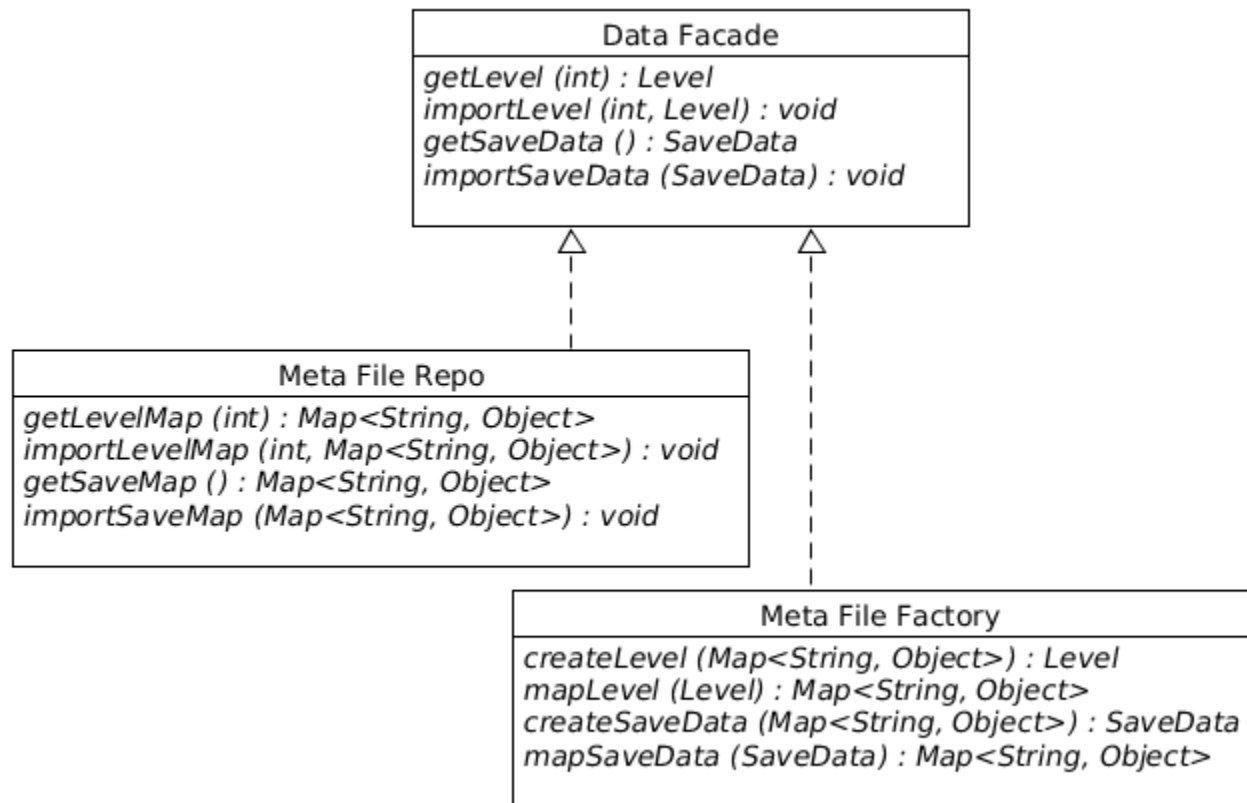 Data Facade
getLevel (int) : Level
importLevel (int, Level) : void
getSaveData () : SaveData
importSaveData (SaveData) : void
Meta File Repo
getLevelMap (int) : Map<String, Object>
importLevelMap (int, Map<String, Object>) : void
getSaveMap () : Map<String, Object>
importSaveMap (Map<String, Object>) : void
Meta File Factory
createLevel (Map<String, Object>) : Level
mapLevel (Level) : Map<String, Object>
createSaveData (Map<String, Object>) : SaveData
mapSaveData (SaveData) : Map<String, Object>